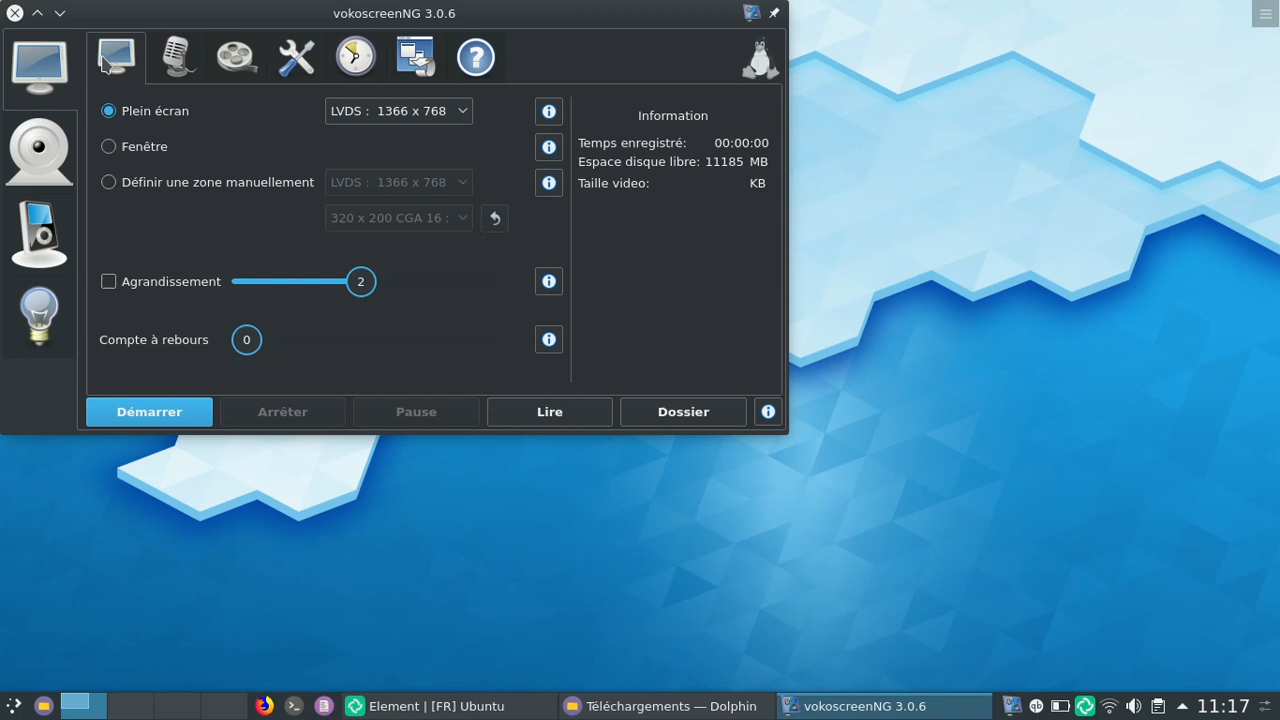 vokoscreenNG 3.0.6
Plein écran
LVDS : 1366 x 768
Fenêtre
Définir une zone manuellement
LVDS : 1366 x 768
320 x 200 CGA 16 :
Agrandissement
2
Compte à rebours
0
Information
Temps enregistré: 00:00:00
Espace disque libre: 11185 MB
Taille video: KB
Démarrer
Arrêter
Pause
Lire
Dossier
Element | [FR] Ubuntu
Téléchargements — Dolphin
vokoscreenNG 3.0.6
qb
11:17